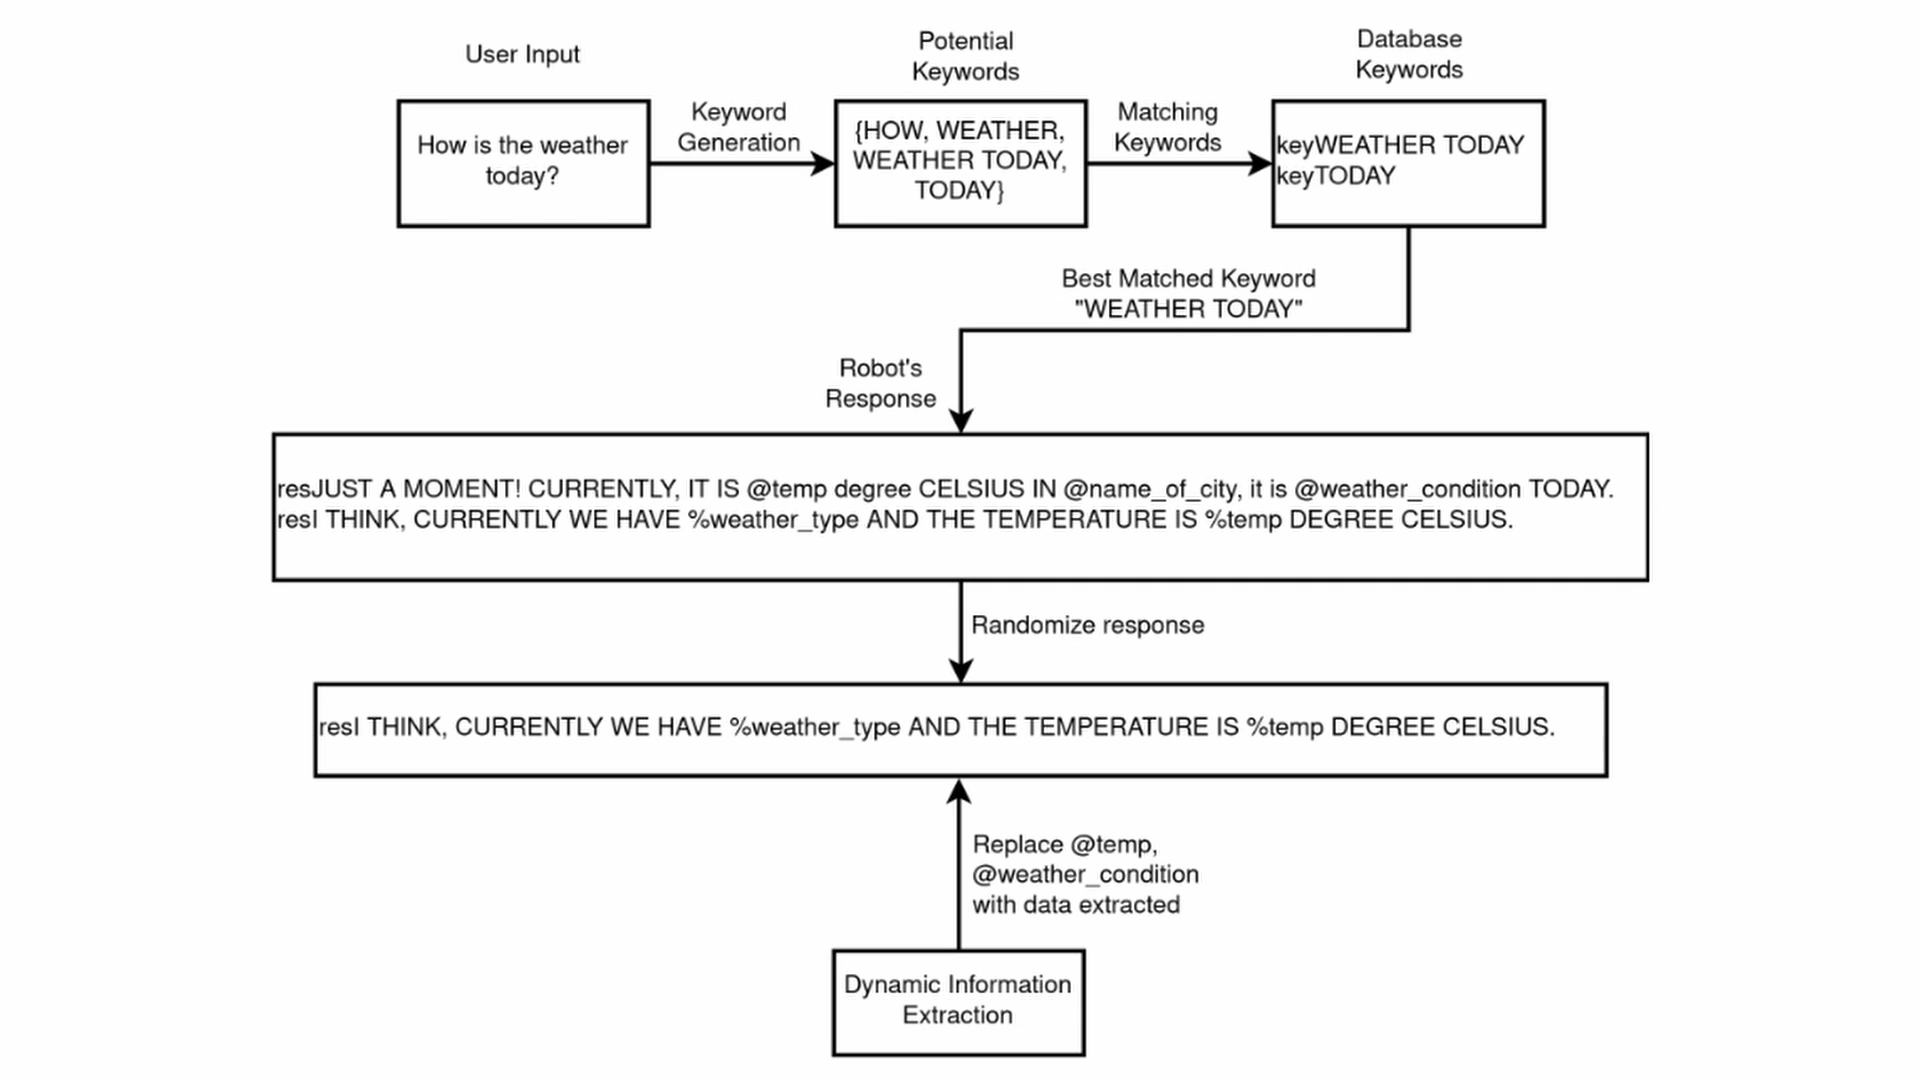 User Input
Potential
Keywords
Database
Keywords
How is the weather
today?
Keyword
Generation
{HOW, WEATHER,
WEATHER TODAY,
TODAY}
Matching
Keywords
keyWEATHER TODAY
keyTODAY
Best Matched Keyword
"WEATHER TODAY"
Robot's
Response
resJUST A MOMENT! CURRENTLY, IT IS @temp degree CELSIUS IN @name_of_city, it is @weather_condition TODAY.
resI THINK, CURRENTLY WE HAVE %weather_type AND THE TEMPERATURE IS %temp DEGREE CELSIUS.
Randomize response
resI THINK, CURRENTLY WE HAVE %weather_type AND THE TEMPERATURE IS %temp DEGREE CELSIUS.
Replace @temp,
@weather_condition
with data extracted
Dynamic Information
Extraction